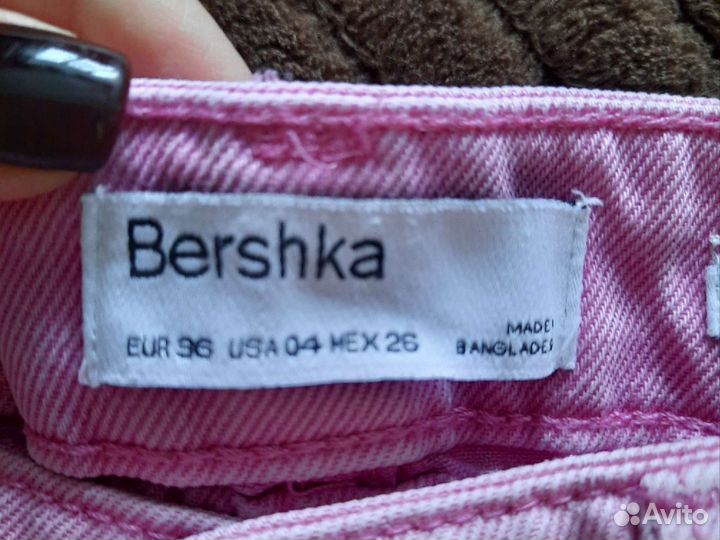 Bershka
EUR 36 USA 04 MEX 26
MADE
BANGLADES
Avito